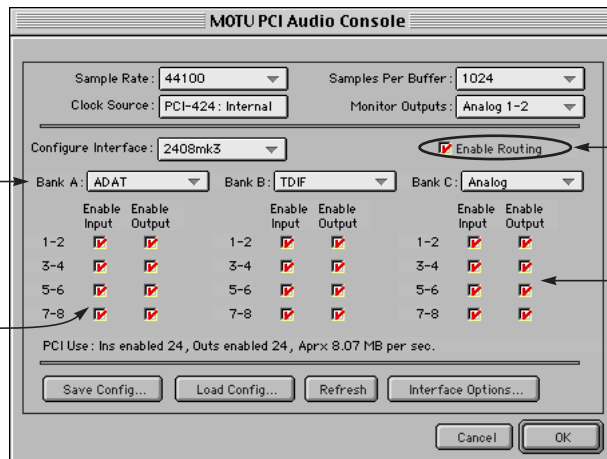 MOTU PCI Audio Console
Sample Rate: 44100 Samples Per Buffer: 1024
Clock Source: PCI-424: Internal Monitor Outputs: Analog 1-2
Configure Interface: 2408mk3 Enable Routing
Bank A: ADAT Bank B: TDIF Bank C: Analog
Enable Enable Enable Enable Enable Enable
Input Output Input Output Input Output
1-2 1-2 1-2
3-4 3-4 3-4
5-6 5-6 5-6
7-8 7-8 7-8
PCI Use: Ins enabled 24, Outs enabled 24, Aprx 8.07 MB per sec.
Save Config... Load Config... Refresh Interface Options...
Cancel OK